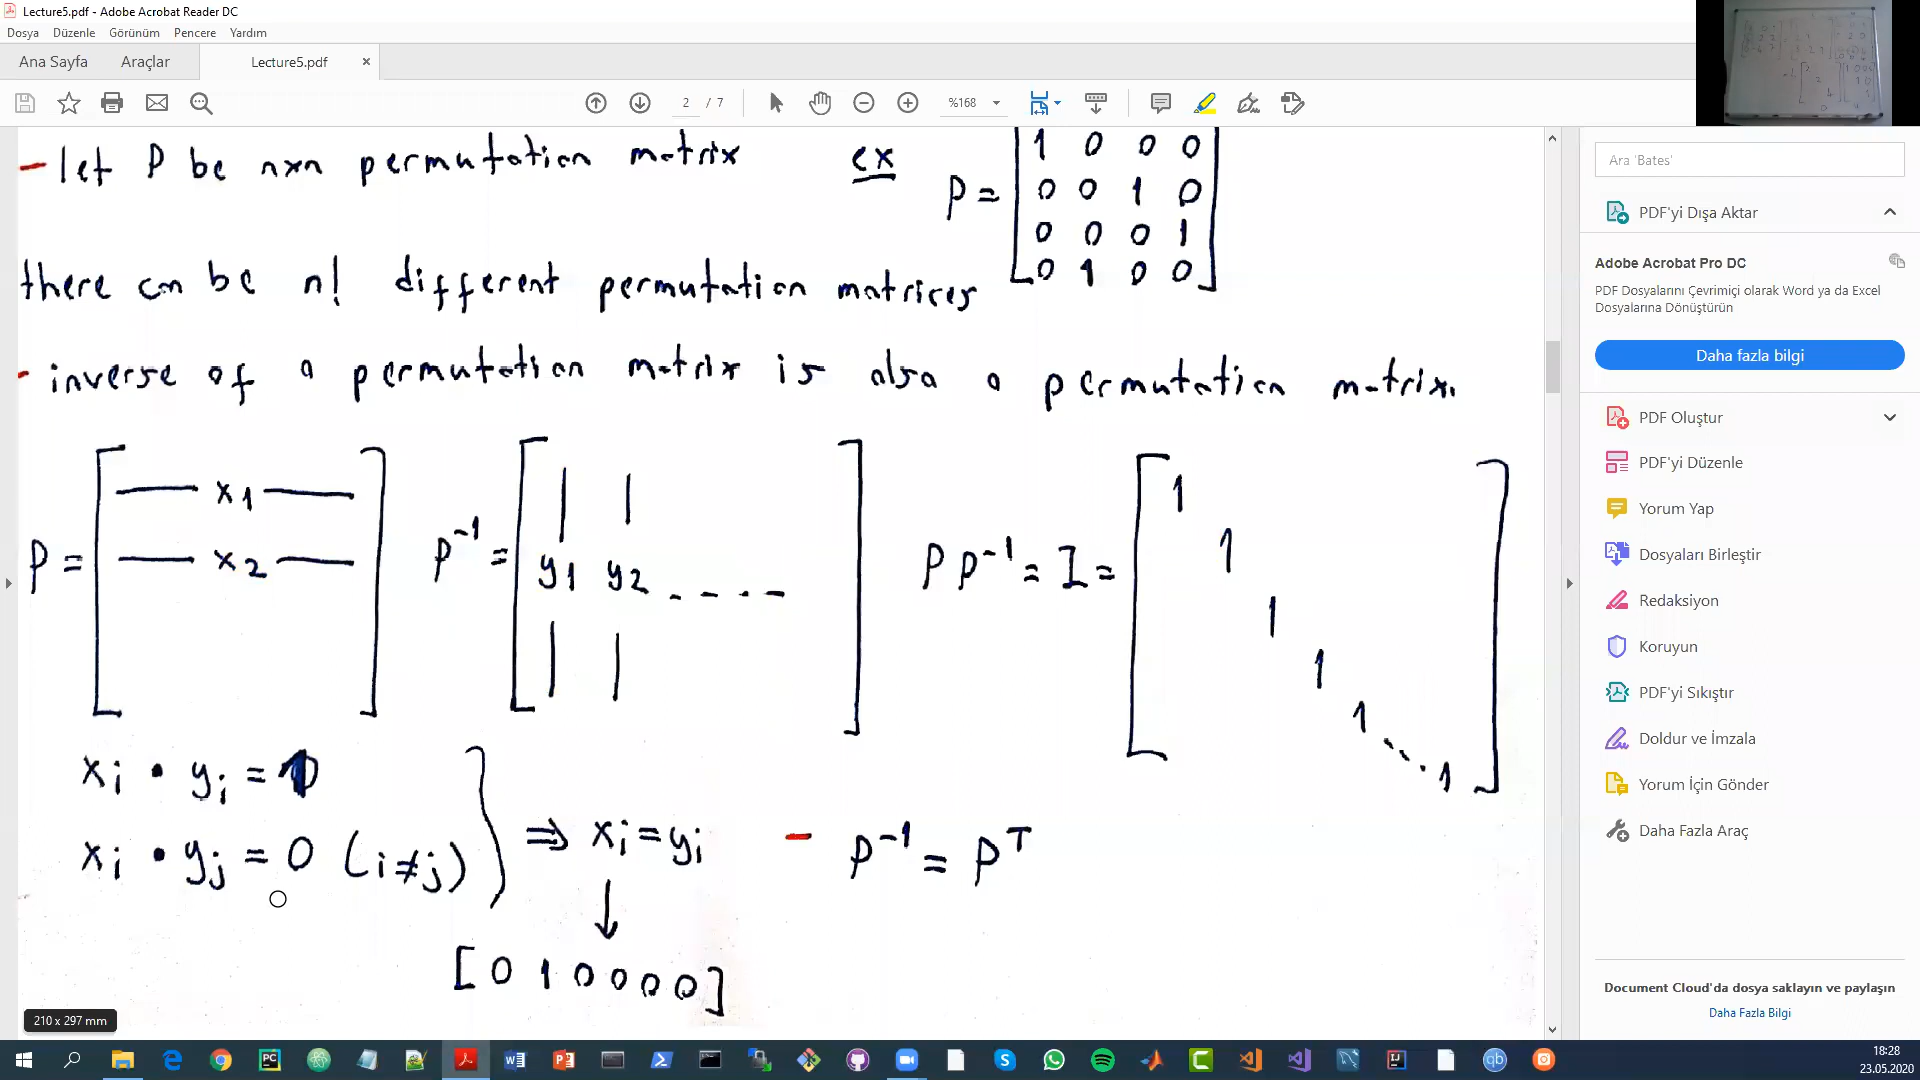 Lecture5.pdf - Adobe Acrobat Reader DC
Dosya Düzenle Görünüm Pencere Yardım
Ana Sayfa Araçlar Lecture5.pdf ×
2 / 7 %168
- let P be nxn permutation matrix ex P = [
1 0 0 0
0 0 1 0
0 0 0 1
0 1 0 0 ]
there can be n! different permutation matrices
- inverse of a permutation matrix is also a permutation matrix.
P = [ — x1 —
— x2 — ]
P⁻¹ = [ y1 y2 ---- ]
P P⁻¹ = I = [ 1 1 1 1 1 ... 1 ]
xi • yi = 1
xi • yj = 0 (i≠j) } ⇒ xi = yi - P⁻¹ = Pᵀ
↓
[0 1 0 0 0 0]
210 x 297 mm
Ara 'Bates'
PDF'yi Dışa Aktar
Adobe Acrobat Pro DC
PDF Dosyalarını Çevrimiçi olarak Word ya da Excel
Dosyalarına Dönüştürün
Daha fazla bilgi
PDF Oluştur
PDF'yi Düzenle
Yorum Yap
Dosyaları Birleştir
Redaksiyon
Koruyun
PDF'yi Sıkıştır
Doldur ve İmzala
Yorum İçin Gönder
Daha Fazla Araç
Document Cloud'da dosya saklayın ve paylaşın
Daha Fazla Bilgi
18:28
23.05.2020